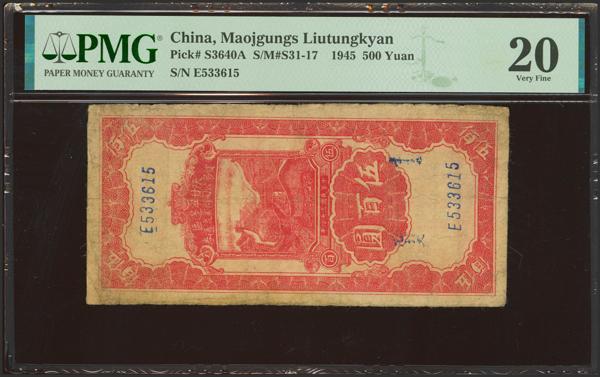 PMG
PAPER MONEY GUARANTY
China, Maojgungs Liutungkyan
Pick# S3640A S/M#S31-17 1945 500 Yuan
S/N E533615
20
Very Fine
E533615
伍百圓
E533615